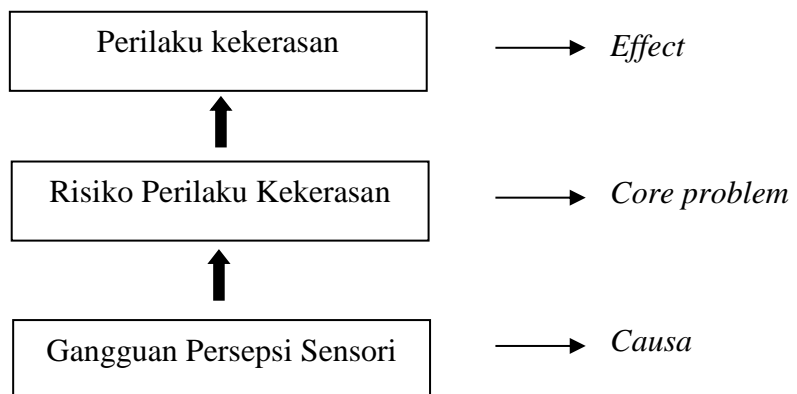 Perilaku kekerasan
Effect
Risiko Perilaku Kekerasan
Core problem
Gangguan Persepsi Sensori
Causa